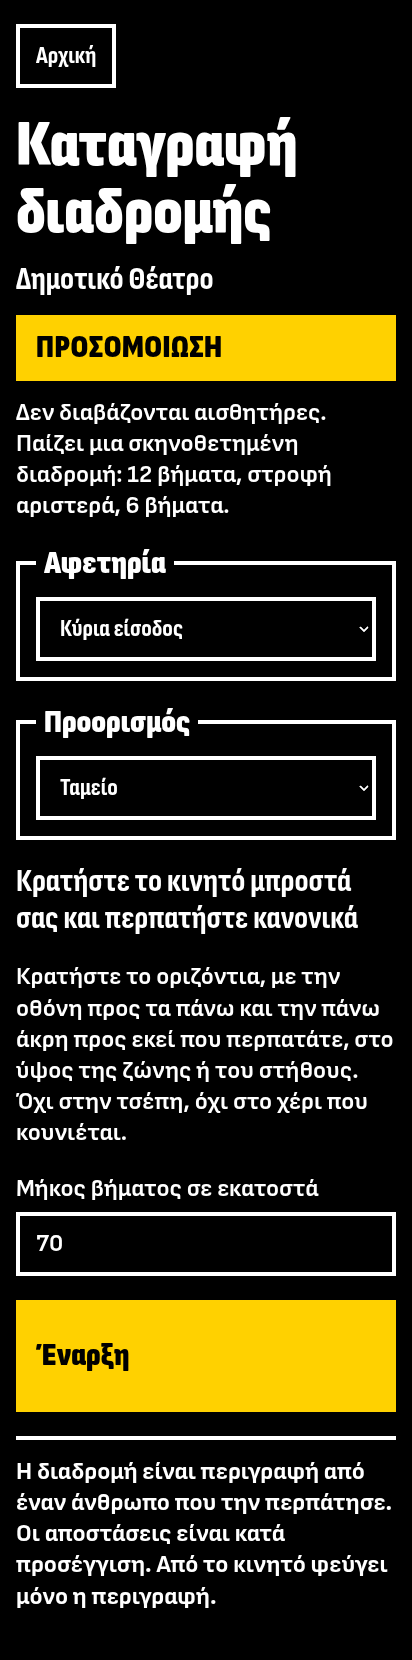 Αρχική
Καταγραφή
διαδρομής
Δημοτικό Θέατρο
ΠΡΟΣΟΜΟΙΩΣΗ
Δεν διαβάζονται αισθητήρες.
Παίζει μια σκηνοθετημένη
διαδρομή: 12 βήματα, στροφή
αριστερά, 6 βήματα.
Αφετηρία
Κύρια είσοδος
Προορισμός
Ταμείο
Κρατήστε το κινητό μπροστά
σας και περπατήστε κανονικά
Κρατήστε το οριζόντια, με την
οθόνη προς τα πάνω και την πάνω
άκρη προς εκεί που περπατάτε, στο
ύψος της ζώνης ή του στήθους.
Όχι στην τσέπη, όχι στο χέρι που
κουνιέται.
Μήκος βήματος σε εκατοστά
70
Έναρξη
Η διαδρομή είναι περιγραφή από
έναν άνθρωπο που την περπάτησε.
Οι αποστάσεις είναι κατά
προσέγγιση. Από το κινητό φεύγει
μόνο η περιγραφή.